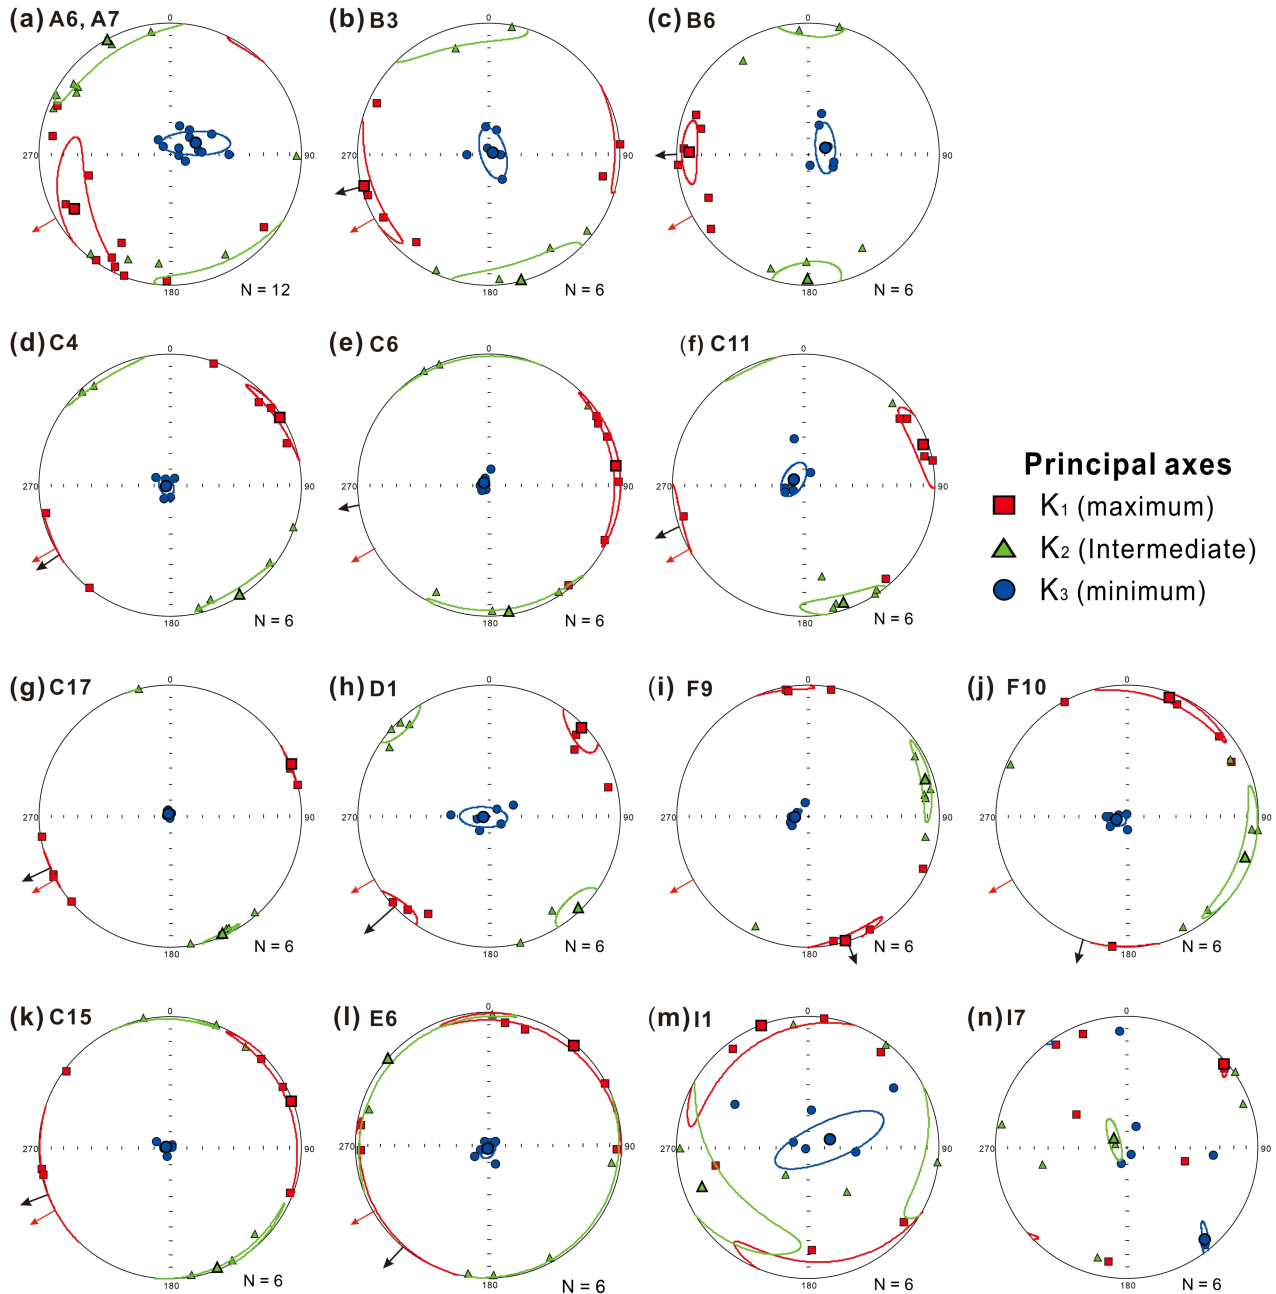 (a) A6, A7
0
270
90
180
N = 12
(b) B3
0
270
90
180
N = 6
(c) B6
0
270
90
180
N = 6
(d) C4
0
270
90
180
N = 6
(e) C6
0
270
90
180
N = 6
(f) C11
0
270
90
180
N = 6
Principal axes
K1 (maximum)
K2 (Intermediate)
K3 (minimum)
(g) C17
0
270
90
180
N = 6
(h) D1
0
270
90
180
N = 6
(i) F9
0
270
90
180
N = 6
(j) F10
0
270
90
180
N = 6
(k) C15
0
270
90
180
N = 6
(l) E6
0
270
90
180
N = 6
(m) I1
0
270
90
180
N = 6
(n) I7
0
270
90
180
N = 6